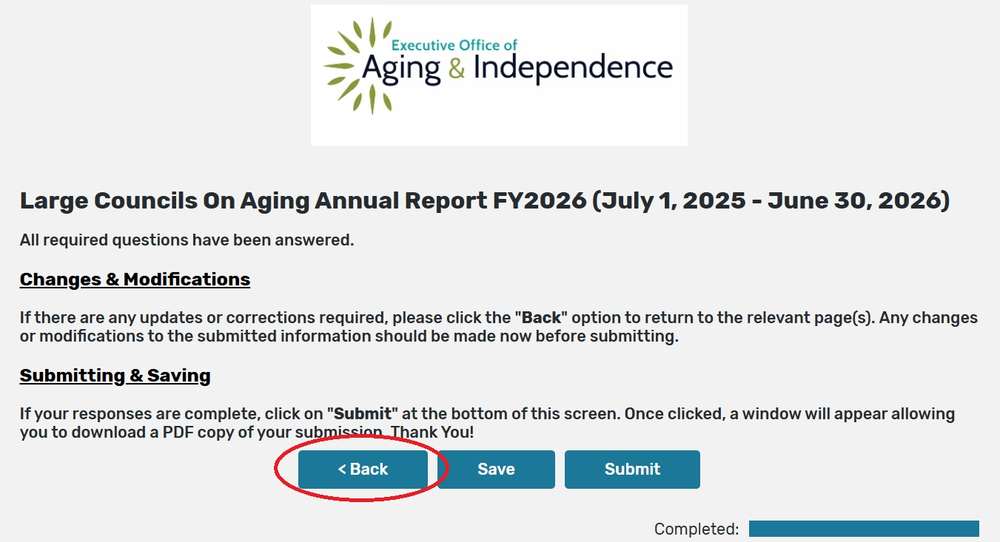 Executive Office of
Aging & Independence
Large Councils On Aging Annual Report FY2026 (July 1, 2025 - June 30, 2026)
All required questions have been answered.
Changes & Modifications
If there are any updates or corrections required, please click the "Back" option to return to the relevant page(s). Any changes
or modifications to the submitted information should be made now before submitting.
Submitting & Saving
If your responses are complete, click on "Submit" at the bottom of this screen. Once clicked, a window will appear allowing
you to download a PDF copy of your submission. Thank You!
< Back Save Submit
Completed: